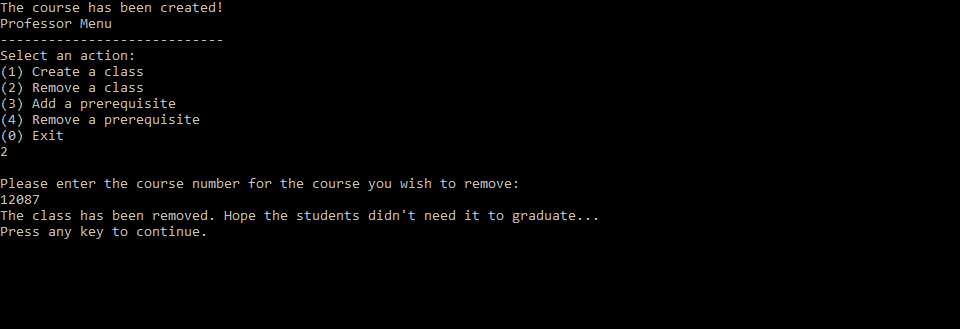 The course has been created!
Professor Menu
----------------------------
Select an action:
(1) Create a class
(2) Remove a class
(3) Add a prerequisite
(4) Remove a prerequisite
(0) Exit
2
Please enter the course number for the course you wish to remove:
12087
The class has been removed. Hope the students didn't need it to graduate...
Press any key to continue.